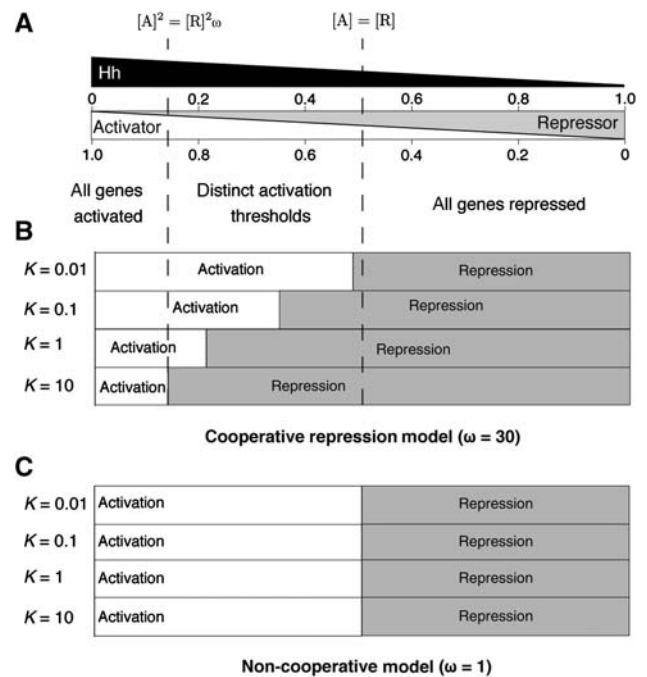 A
[A]² = [R]²ω [A] = [R]
Hh
0 0.2 0.4 0.6 0.8 1.0
Activator Repressor
1.0 0.8 0.6 0.4 0.2 0
All genes
activated
Distinct activation
thresholds
All genes repressed
B
K = 0.01 Activation Repression
K = 0.1 Activation Repression
K = 1 Activation Repression
K = 10 Activation Repression
Cooperative repression model (ω = 30)
C
K = 0.01 Activation Repression
K = 0.1 Activation Repression
K = 1 Activation Repression
K = 10 Activation Repression
Non-cooperative model (ω = 1)